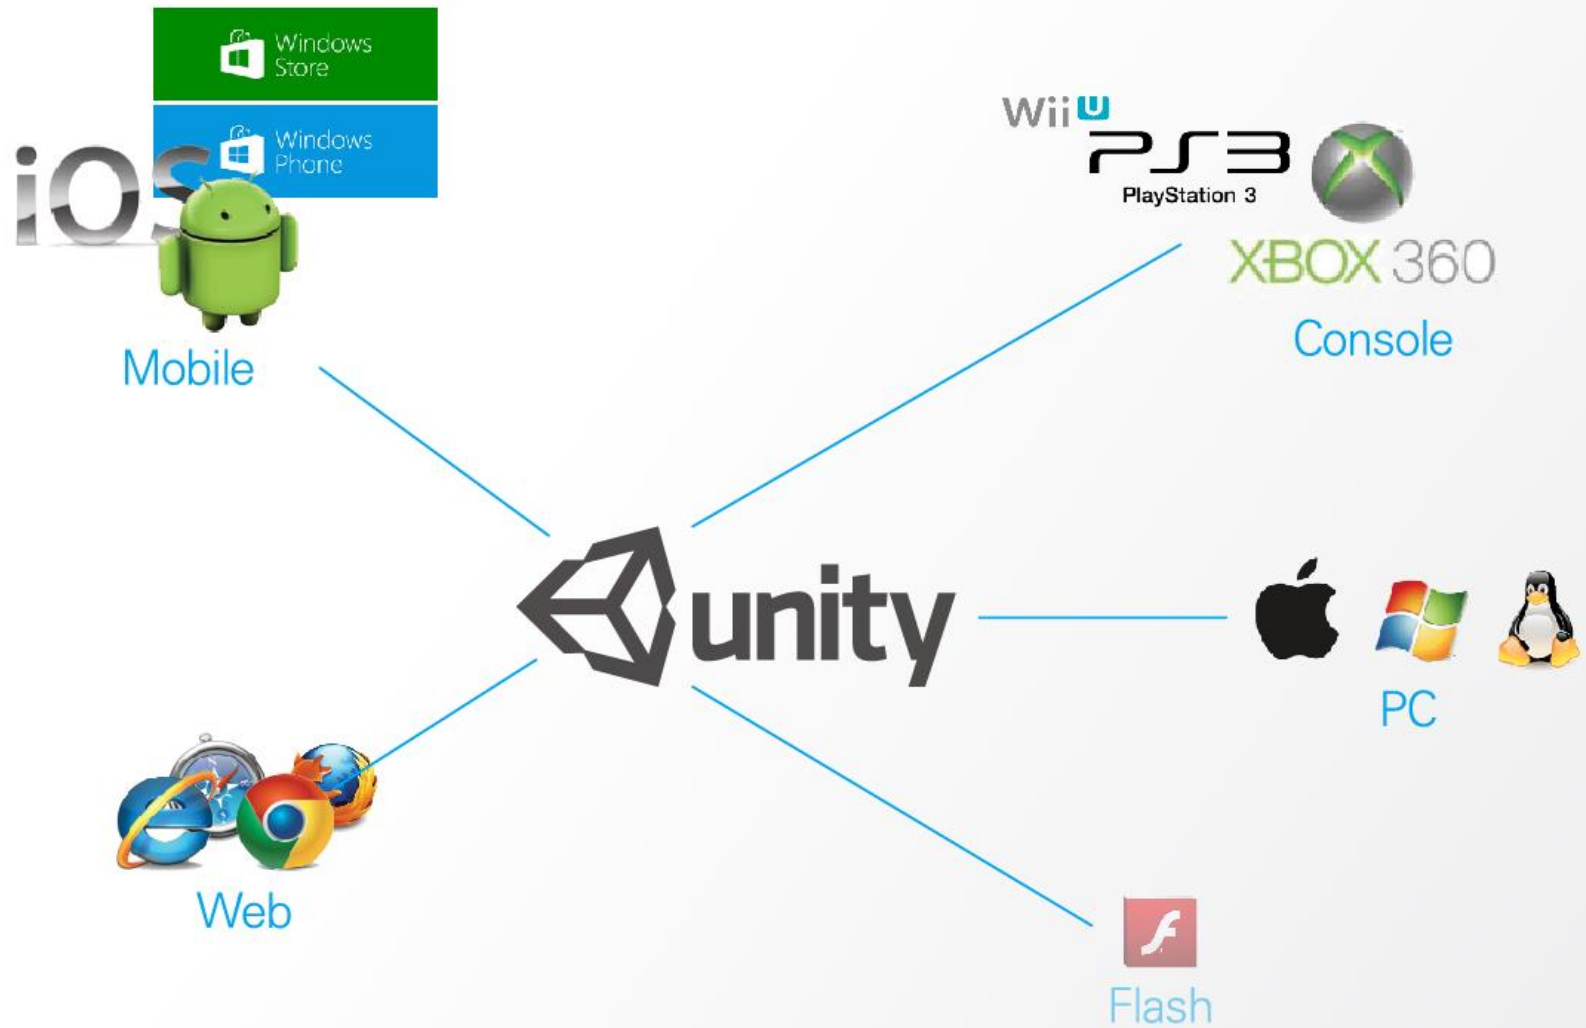 Windows
Store
Windows
Phone
iOS
Mobile
Wii U
PS3
PlayStation 3
XBOX 360
Console
unity
PC
Web
Flash